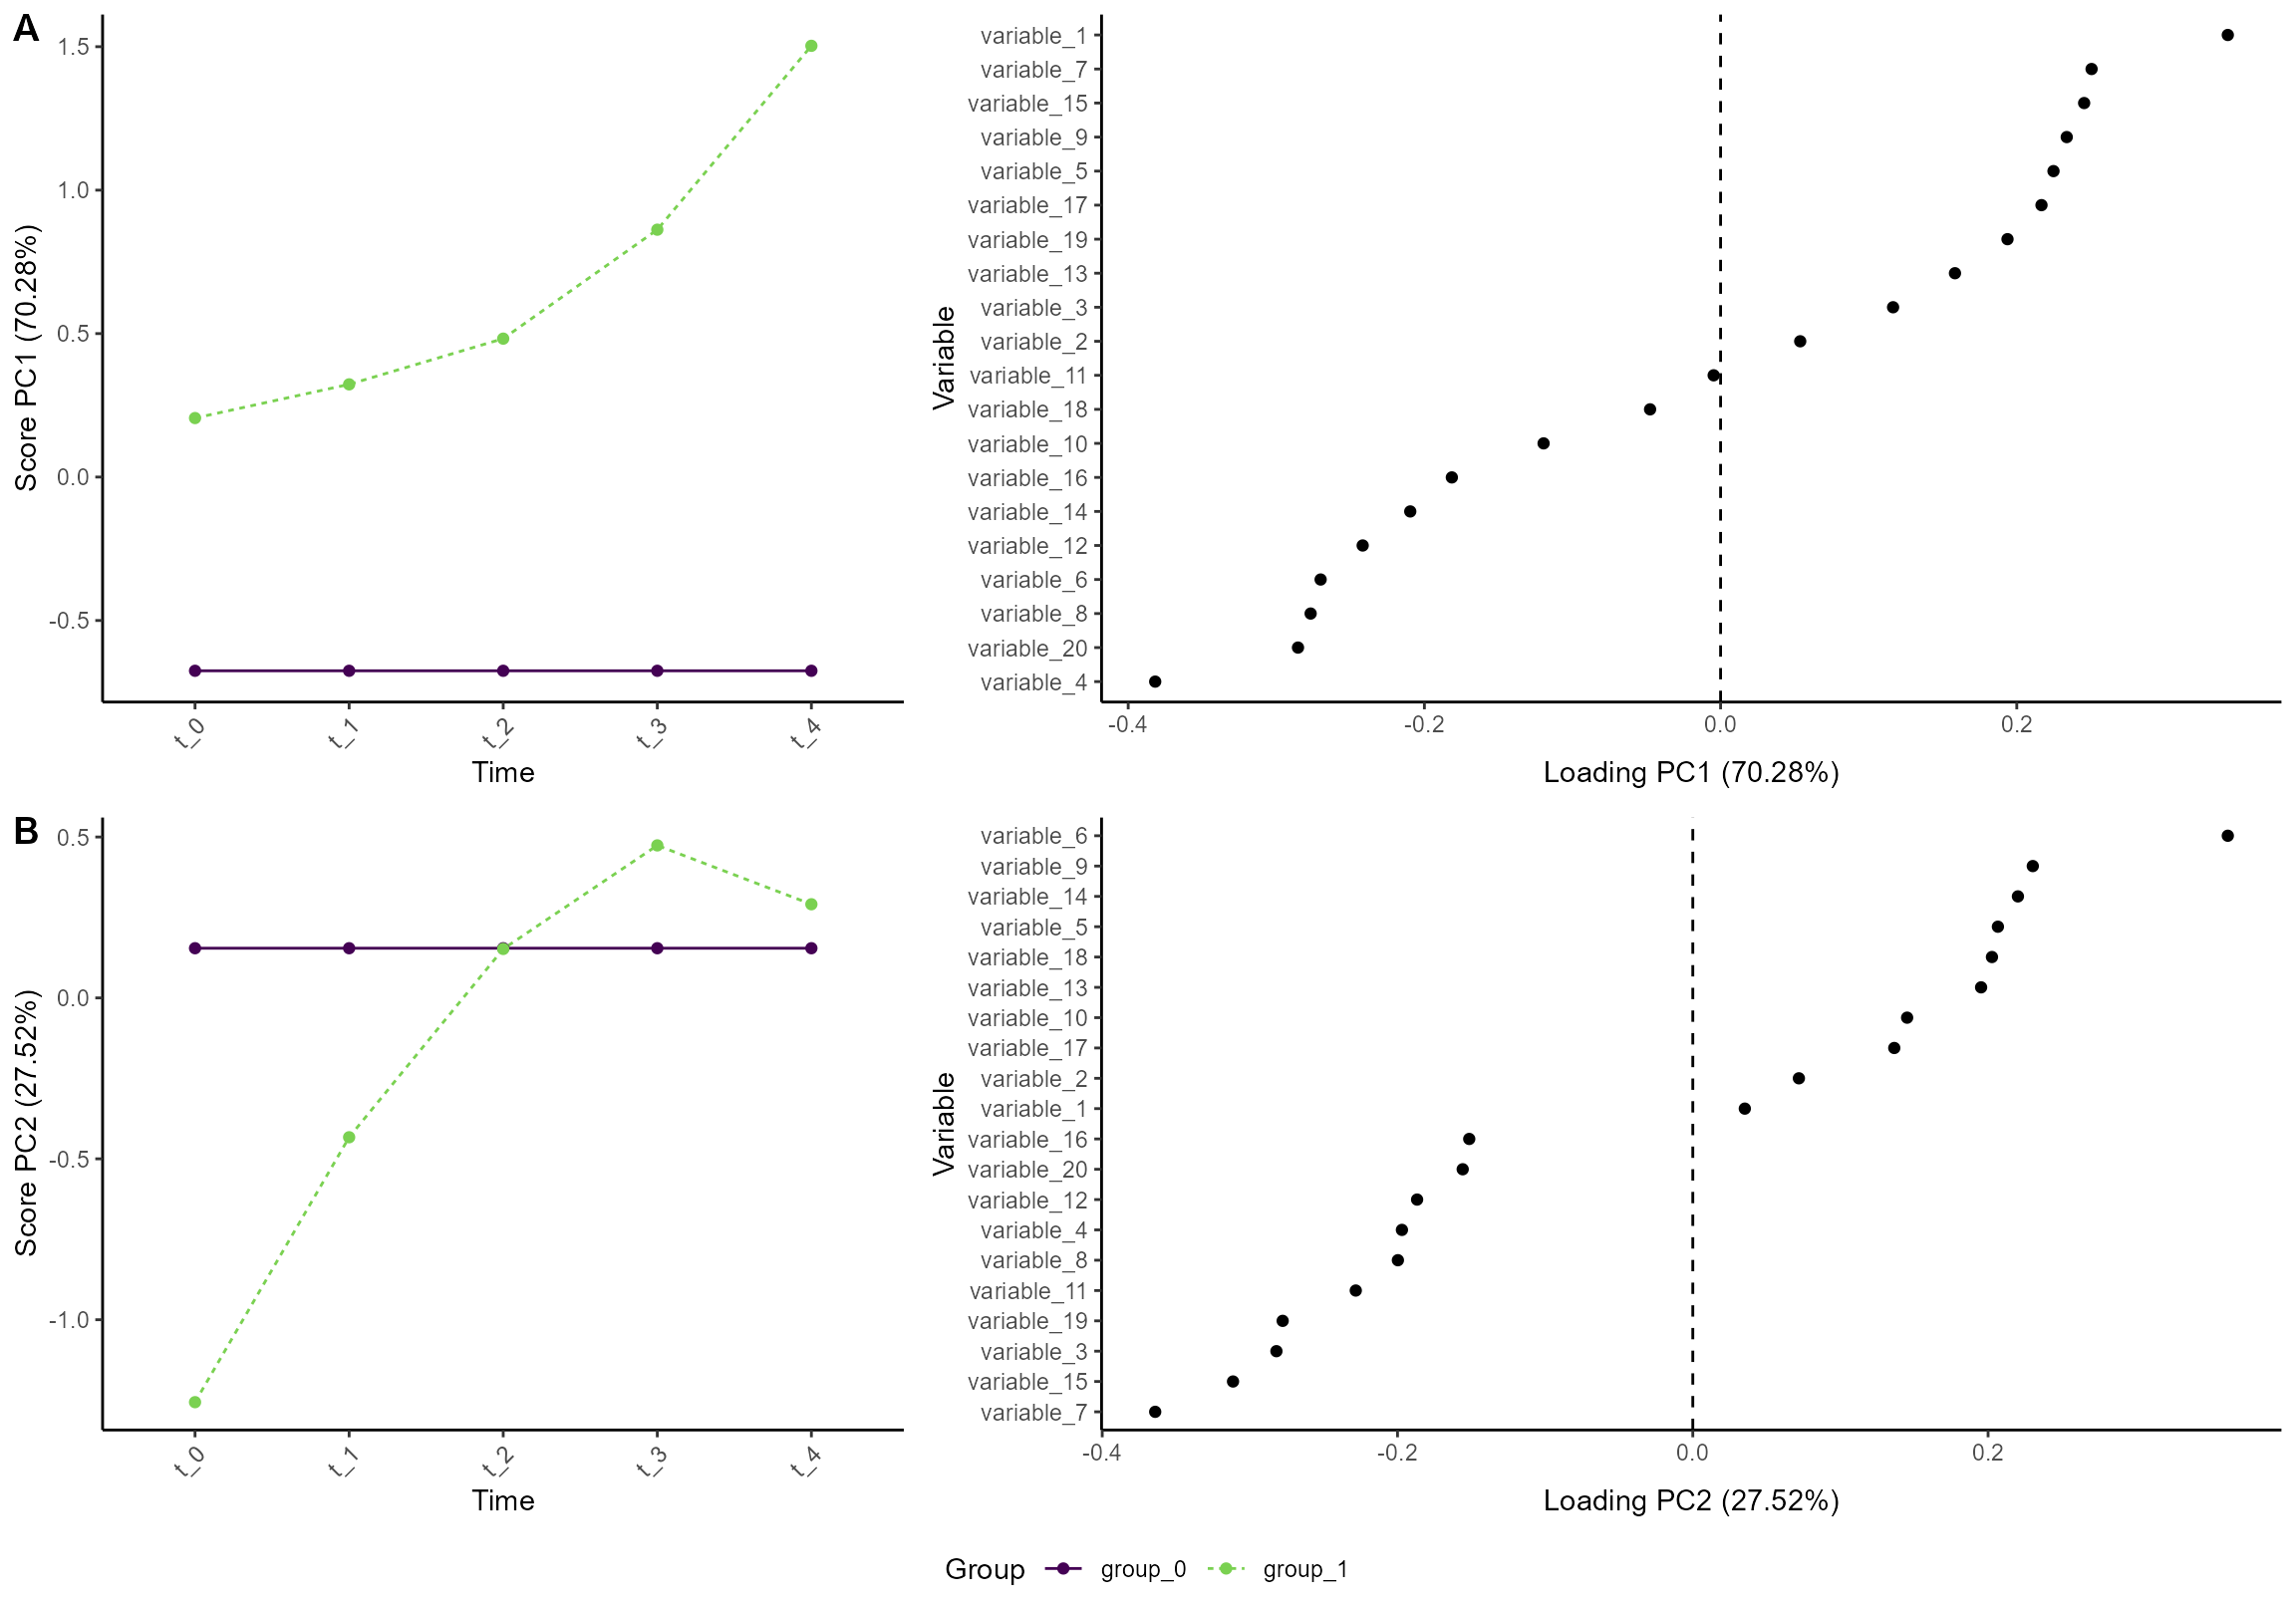 A
Score PC1 (70.28%)
1.5
1.0
0.5
0.0
-0.5
t_0 t_1 t_2 t_3 t_4
Time
Variable
variable_1
variable_7
variable_15
variable_9
variable_5
variable_17
variable_19
variable_13
variable_3
variable_2
variable_11
variable_18
variable_10
variable_16
variable_14
variable_12
variable_6
variable_8
variable_20
variable_4
-0.4 -0.2 0.0 0.2
Loading PC1 (70.28%)
B
Score PC2 (27.52%)
0.5
0.0
-0.5
-1.0
t_0 t_1 t_2 t_3 t_4
Time
Variable
variable_6
variable_9
variable_14
variable_5
variable_18
variable_13
variable_10
variable_17
variable_2
variable_1
variable_16
variable_20
variable_12
variable_4
variable_8
variable_11
variable_19
variable_3
variable_15
variable_7
-0.4 -0.2 0.0 0.2
Loading PC2 (27.52%)
Group group_0 group_1